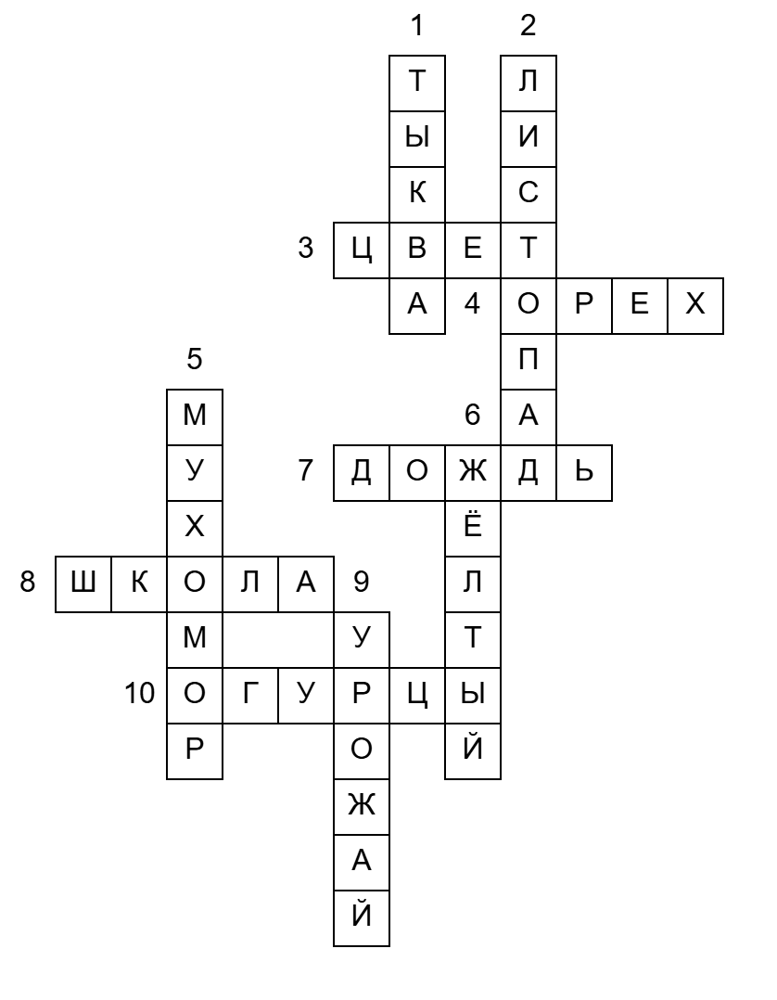 1 2
Т Л
Ы И
К С
3 Ц В Е Т
А 4 О Р Е Х
5 П
М 6 А
У 7 Д О Ж Д Ь
Х Ё
8 Ш К О Л А 9 Л
М У Т
10 О Г У Р Ц Ы
Р О Й
Ж
А
Й